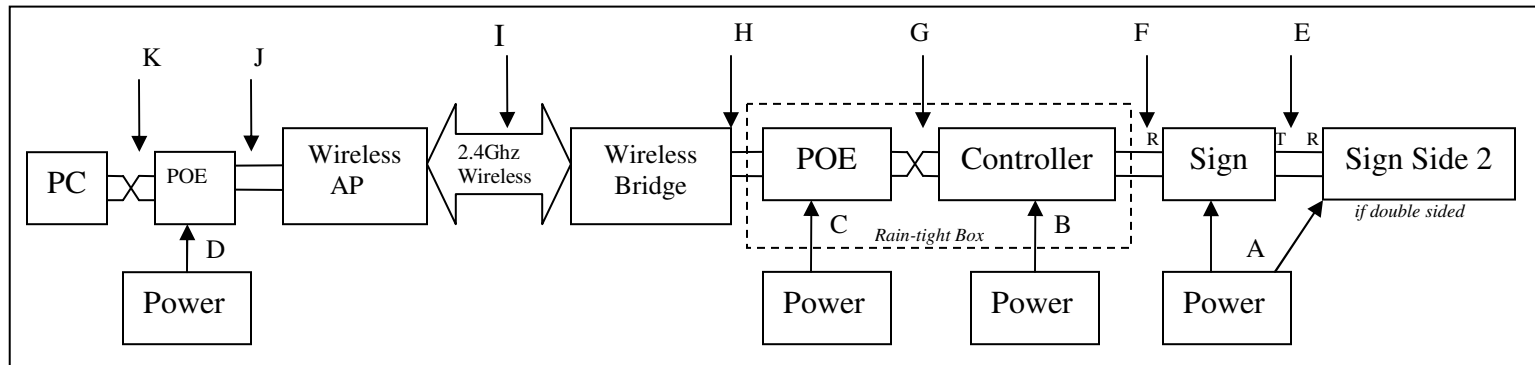 K
J
I
H
G
F
E
PC
POE
Wireless
AP
2.4Ghz
Wireless
Wireless
Bridge
POE
Controller
R
Sign
T
R
Sign Side 2
if double sided
Rain-tight Box
D
C
B
A
Power
Power
Power
Power